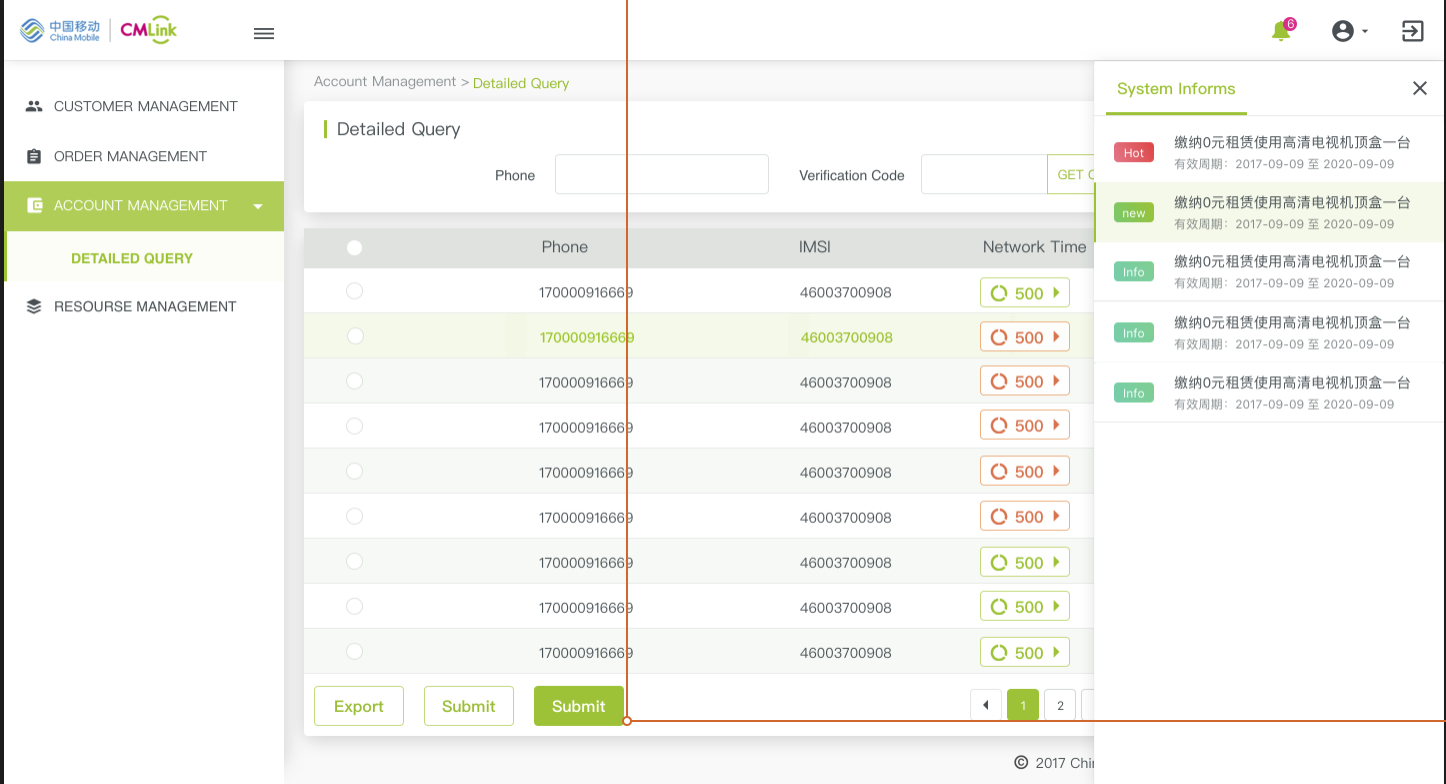 中国移动
China Mobile
CMLink
6
CUSTOMER MANAGEMENT
ORDER MANAGEMENT
ACCOUNT MANAGEMENT
DETAILED QUERY
RESOURSE MANAGEMENT
Account Management > Detailed Query
Detailed Query
Phone
Verification Code
GET
Phone IMSI Network Time
170000916669 46003700908 500
170000916669 46003700908 500
170000916669 46003700908 500
170000916669 46003700908 500
170000916669 46003700908 500
170000916669 46003700908 500
170000916669 46003700908 500
170000916669 46003700908 500
170000916669 46003700908 500
Export Submit Submit
1 2
© 2017
System Informs
Hot 缴纳0元租赁使用高清电视机顶盒一台
有效周期：2017-09-09 至 2020-09-09
new 缴纳0元租赁使用高清电视机顶盒一台
有效周期：2017-09-09 至 2020-09-09
Info 缴纳0元租赁使用高清电视机顶盒一台
有效周期：2017-09-09 至 2020-09-09
Info 缴纳0元租赁使用高清电视机顶盒一台
有效周期：2017-09-09 至 2020-09-09
Info 缴纳0元租赁使用高清电视机顶盒一台
有效周期：2017-09-09 至 2020-09-09